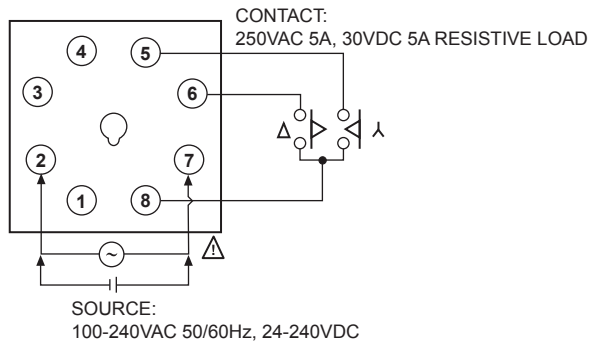 CONTACT:
250VAC 5A, 30VDC 5A RESISTIVE LOAD
4 5
3 6
Δ ⅄
2 7
1 8
~
!
SOURCE:
100-240VAC 50/60Hz, 24-240VDC